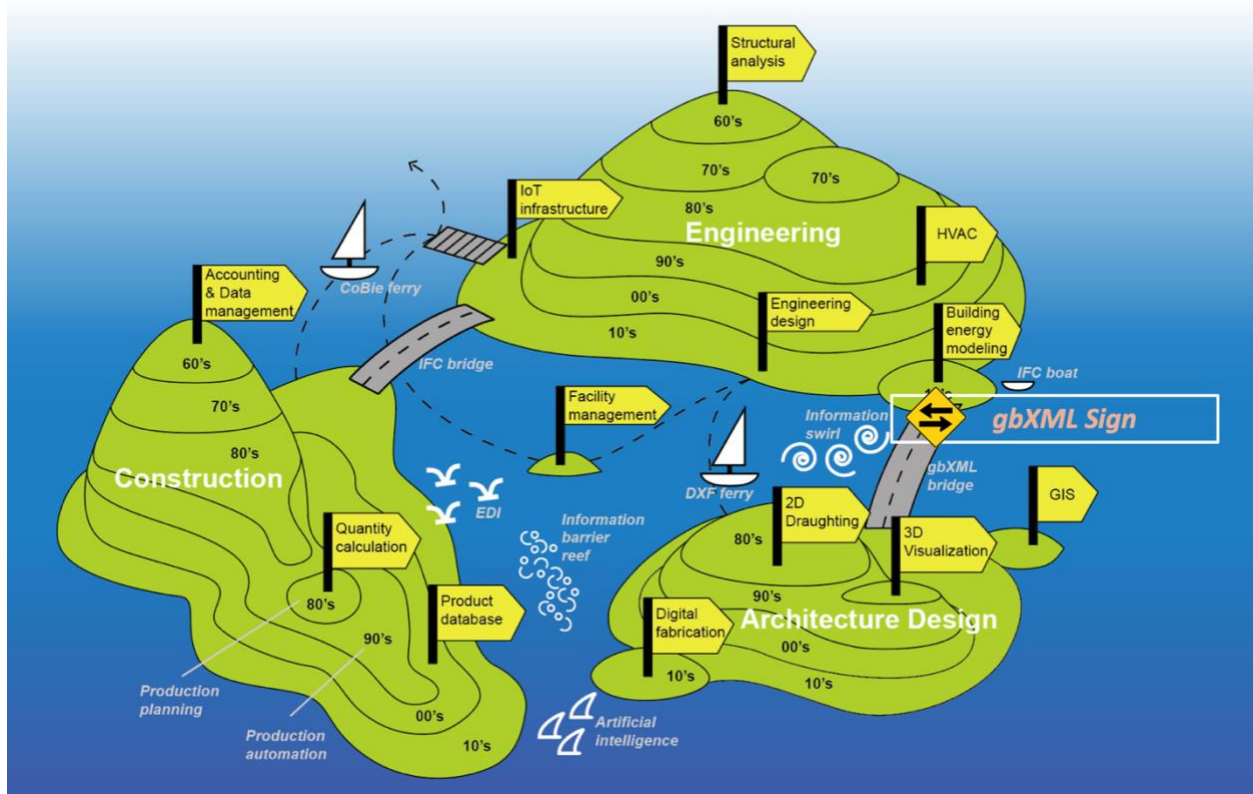 Structural
analysis
60's
70's
70's
80's
Engineering
IoT
infrastructure
HVAC
90's
00's
10's
Engineering
design
Building
energy
modeling
IFC boat
CoBie ferry
Accounting
& Data
management
IFC bridge
60's
70's
80's
Construction
Facility
management
Information
swirl
gbXML Sign
gbXML
bridge
DXF ferry
EDI
Information
barrier
reef
2D
Draughting
3D
Visualization
GIS
80's
90's
Architecture Design
00's
10's
Quantity
calculation
80's
Product
database
90's
Digital
fabrication
10's
Production
planning
Production
automation
00's
10's
Artificial
intelligence